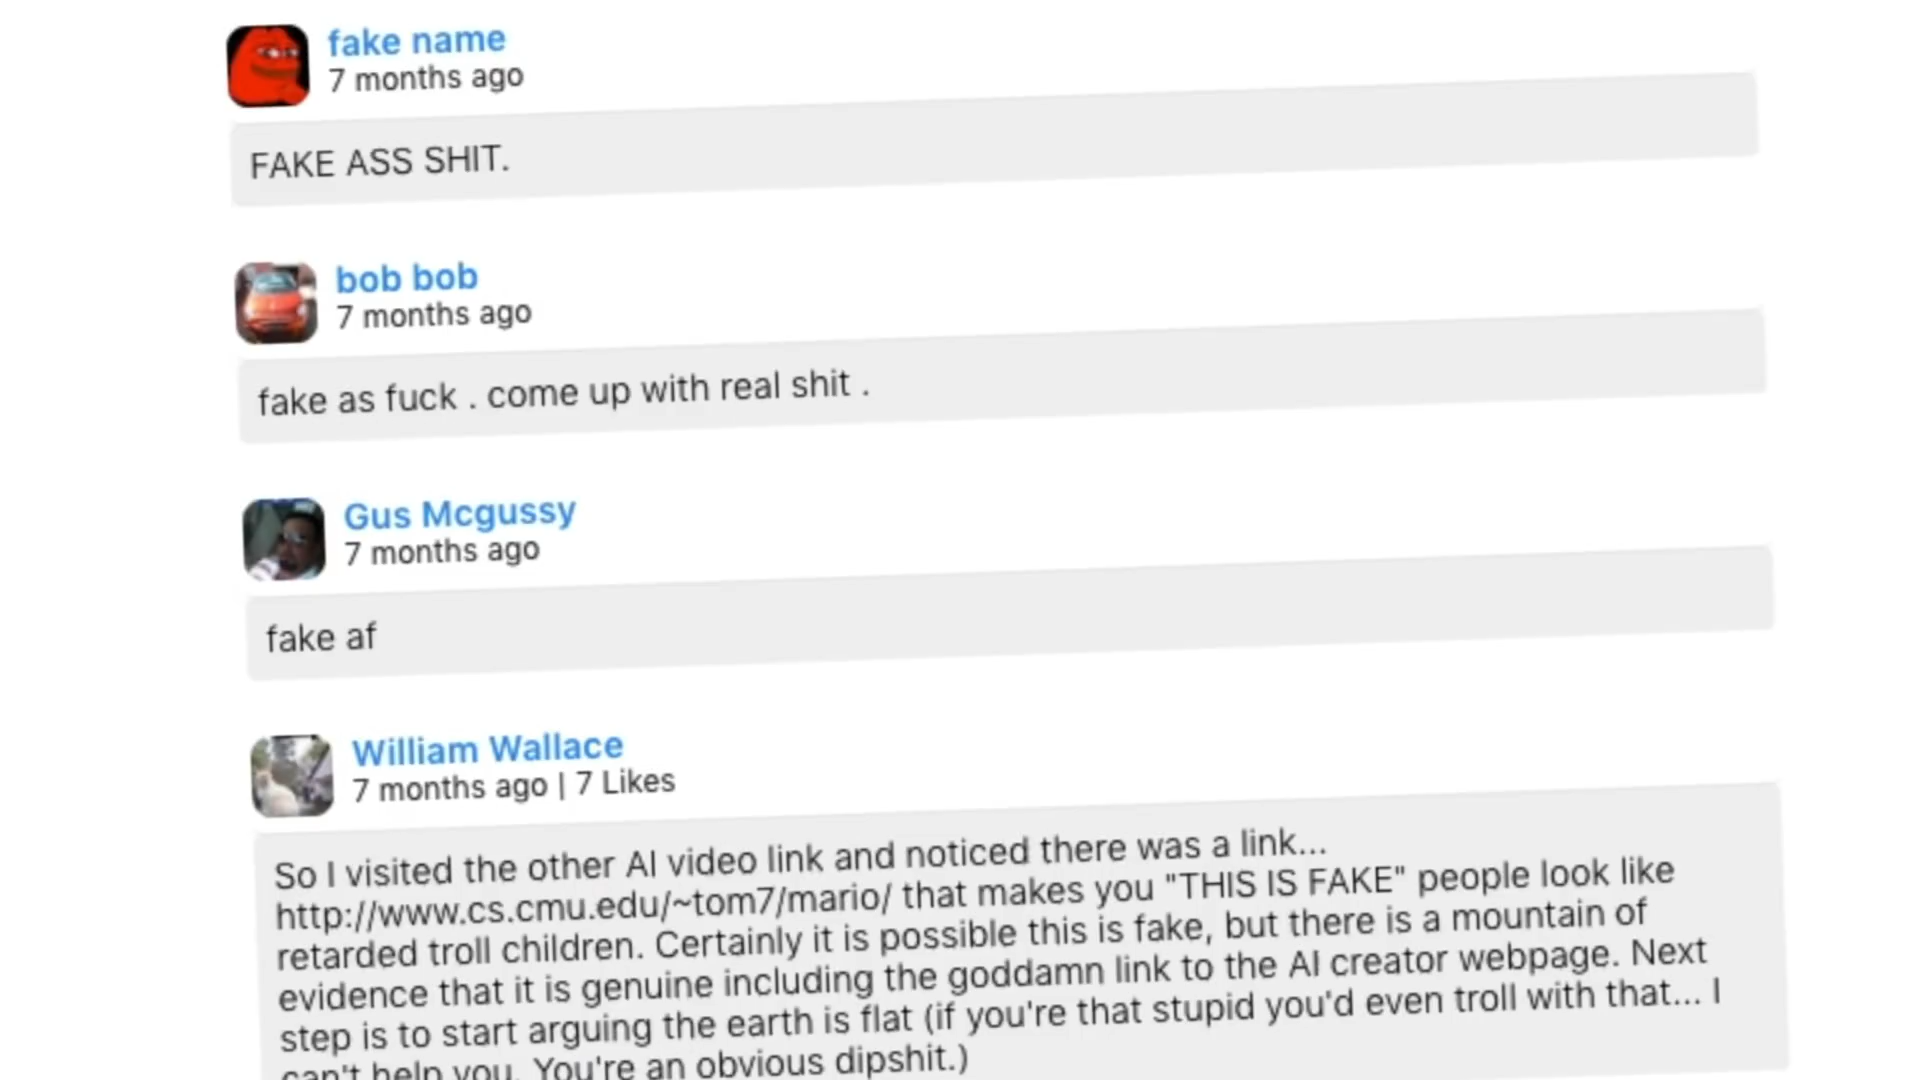 fake name
7 months ago
FAKE ASS SHIT.
bob bob
7 months ago
fake as fuck . come up with real shit .
Gus Mcgussy
7 months ago
fake af
William Wallace
7 months ago | 7 Likes
So I visited the other AI video link and noticed there was a link...
http://www.cs.cmu.edu/~tom7/mario/ that makes you "THIS IS FAKE" people look like
retarded troll children. Certainly it is possible this is fake, but there is a mountain of
evidence that it is genuine including the goddamn link to the AI creator webpage. Next
step is to start arguing the earth is flat (if you're that stupid you'd even troll with that... I
can't help you. You're an obvious dipshit.)